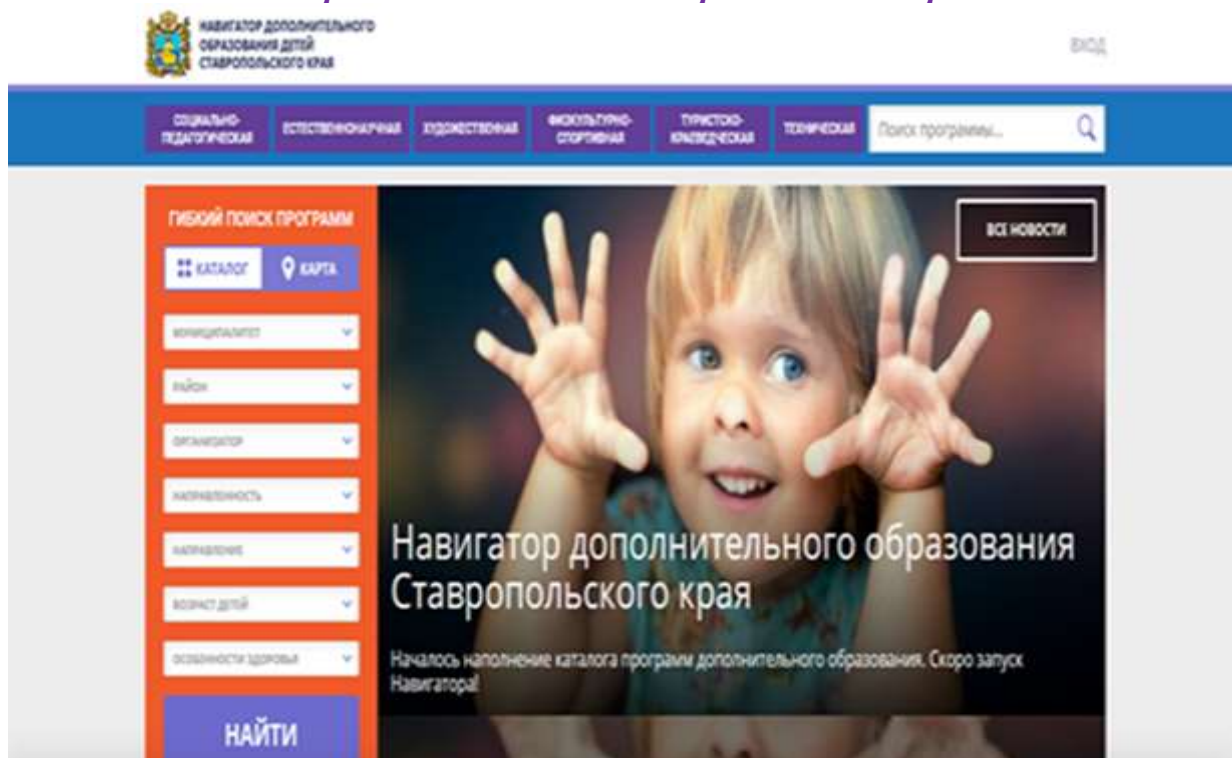 НАВИГАТОР ДОПОЛНИТЕЛЬНОГО
ОБРАЗОВАНИЯ ДЕТЕЙ
СТАВРОПОЛЬСКОГО КРАЯ
ВХОД
СОЦИАЛЬНО-
ПЕДАГОГИЧЕСКАЯ
ЕСТЕСТВЕННОНАУЧНАЯ
ХУДОЖЕСТВЕННАЯ
ФИЗКУЛЬТУРНО-
СПОРТИВНАЯ
ТУРИСТСКО-
КРАЕВЕДЧЕСКАЯ
ТЕХНИЧЕСКАЯ
Поиск программы...
ГИБКИЙ ПОИСК ПРОГРАММ
КАТАЛОГ
КАРТА
МУНИЦИПАЛИТЕТ
РАЙОН
ОРГАНИЗАТОР
НАПРАВЛЕННОСТЬ
НАПРАВЛЕНИЕ
ВОЗРАСТ ДЕТЕЙ
ОСОБЕННОСТИ ЗДОРОВЬЯ
НАЙТИ
ВСЕ НОВОСТИ
Навигатор дополнительного образования
Ставропольского края
Началось наполнение каталога программ дополнительного образования. Скоро запуск
Навигатора!